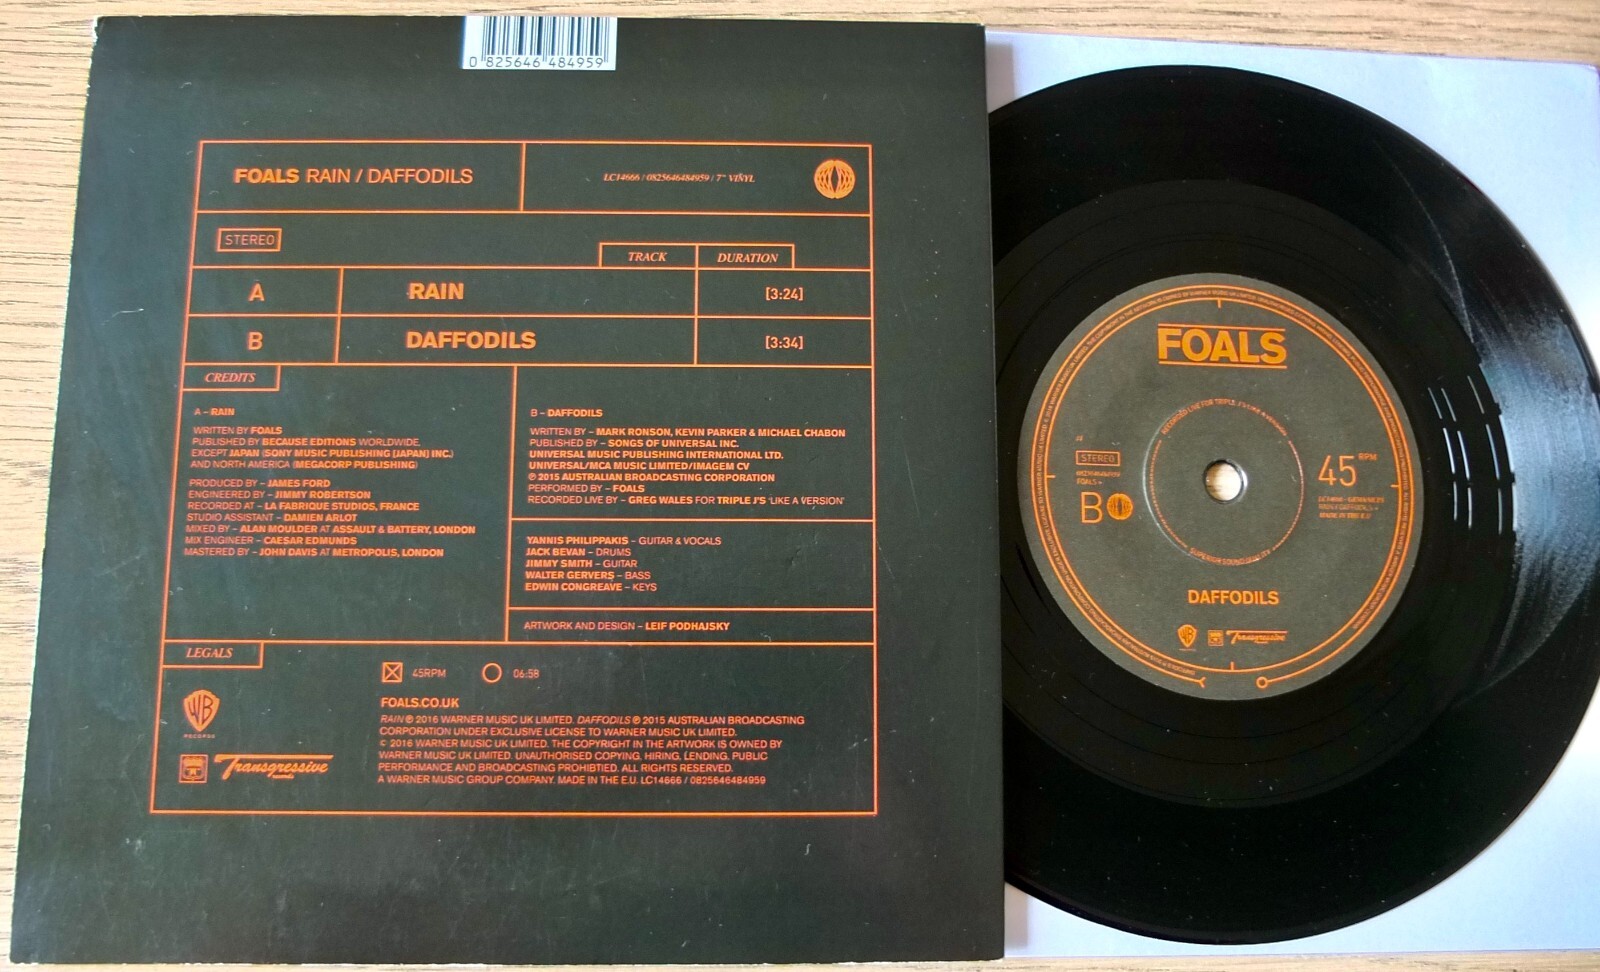 0 825646 484959
FOALS RAIN / DAFFODILS
LC14666 / 0825646484959 / 7" VINYL
STEREO
TRACK DURATION
A RAIN [3:24]
B DAFFODILS [3:34]
CREDITS
A – RAIN
WRITTEN BY FOALS
PUBLISHED BY BECAUSE EDITIONS WORLDWIDE,
EXCEPT JAPAN (SONY MUSIC PUBLISHING [JAPAN] INC.)
AND NORTH AMERICA (MEGACORP PUBLISHING)
PRODUCED BY – JAMES FORD
ENGINEERED BY – JIMMY ROBERTSON
RECORDED AT – LA FABRIQUE STUDIOS, FRANCE
STUDIO ASSISTANT – DAMIEN ARLOT
MIXED BY – ALAN MOULDER AT ASSAULT & BATTERY, LONDON
MIX ENGINEER – CAESAR EDMUNDS
MASTERED BY – JOHN DAVIS AT METROPOLIS, LONDON
B – DAFFODILS
WRITTEN BY – MARK RONSON, KEVIN PARKER & MICHAEL CHABON
PUBLISHED BY – SONGS OF UNIVERSAL INC.
UNIVERSAL MUSIC PUBLISHING INTERNATIONAL LTD.
UNIVERSAL/MCA MUSIC LIMITED/IMAGEM CV
℗ 2015 AUSTRALIAN BROADCASTING CORPORATION
PERFORMED BY – FOALS
RECORDED LIVE BY – GREG WALES FOR TRIPLE J'S 'LIKE A VERSION'
YANNIS PHILIPPAKIS – GUITAR & VOCALS
JACK BEVAN – DRUMS
JIMMY SMITH – GUITAR
WALTER GERVERS – BASS
EDWIN CONGREAVE – KEYS
ARTWORK AND DESIGN – LEIF PODHAJSKY
LEGALS
45RPM 06:58
FOALS.CO.UK
RAIN ℗ 2016 WARNER MUSIC UK LIMITED. DAFFODILS ℗ 2015 AUSTRALIAN BROADCASTING
CORPORATION UNDER EXCLUSIVE LICENSE TO WARNER MUSIC UK LIMITED.
© 2016 WARNER MUSIC UK LIMITED. THE COPYRIGHT IN THE ARTWORK IS OWNED BY
WARNER MUSIC UK LIMITED. UNAUTHORISED COPYING, HIRING, LENDING, PUBLIC
PERFORMANCE AND BROADCASTING PROHIBTIED. ALL RIGHTS RESERVED.
A WARNER MUSIC GROUP COMPANY. MADE IN THE E.U. LC14666 / 0825646484959
WB
RECORDS
Transgressive
records
FOALS
STEREO
FOALS
B
45 RPM
MADE IN THE E.U.
DAFFODILS
WB
Transgressive